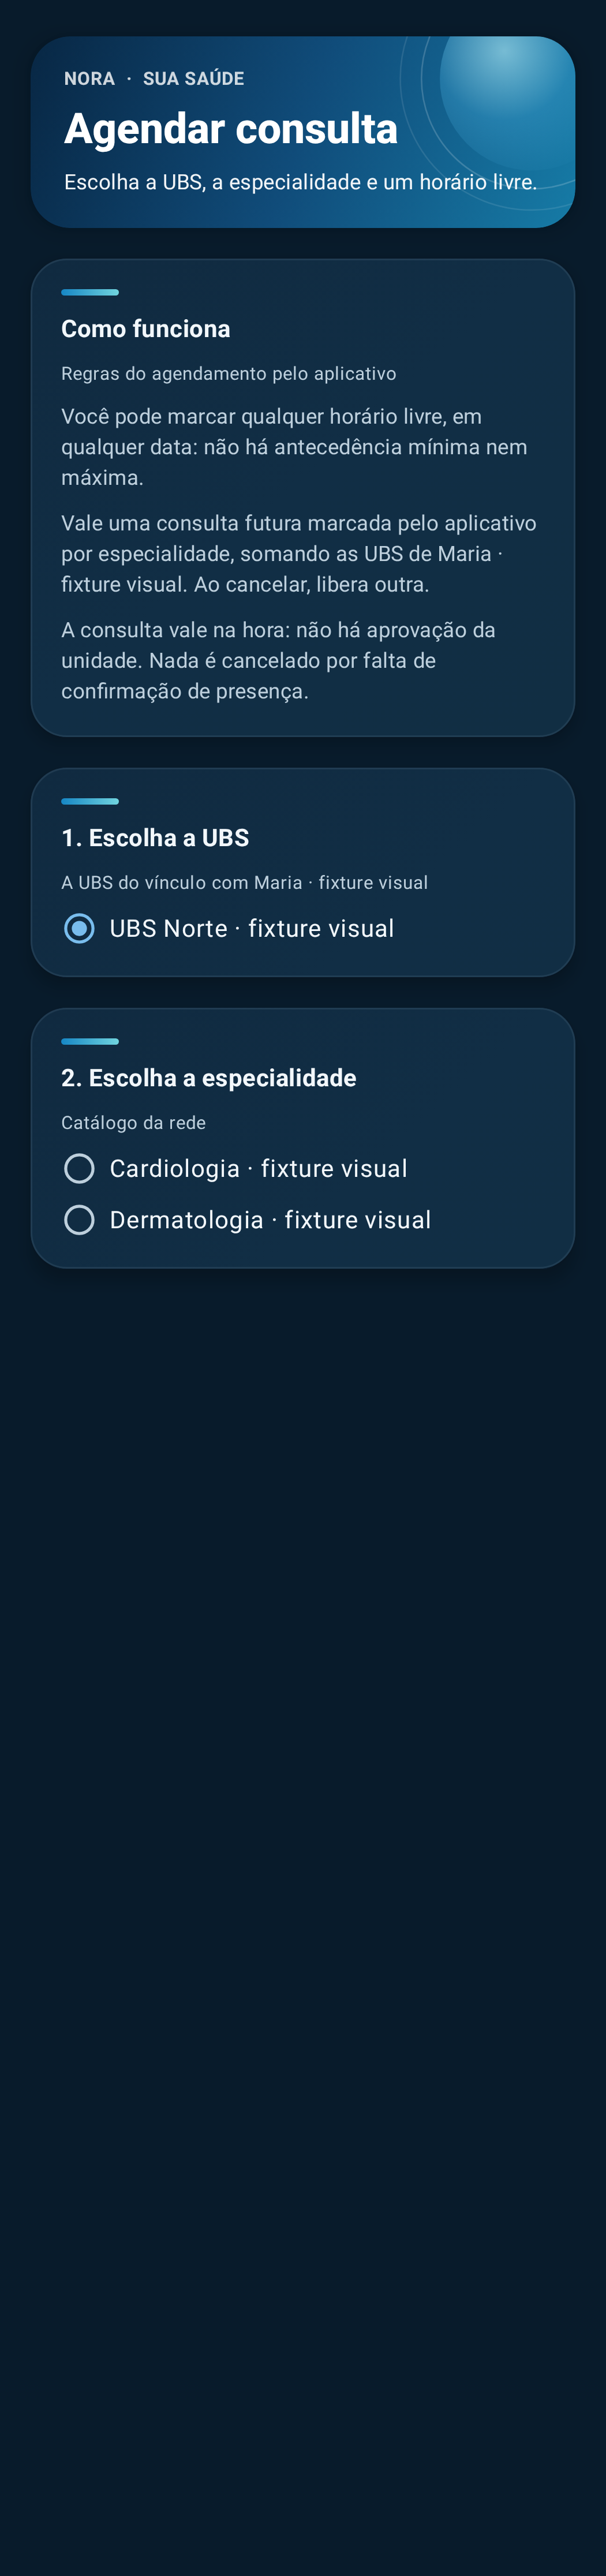 NORA · SUA SAÚDE
Agendar consulta
Escolha a UBS, a especialidade e um horário livre.
Como funciona
Regras do agendamento pelo aplicativo
Você pode marcar qualquer horário livre, em
qualquer data: não há antecedência mínima nem
máxima.
Vale uma consulta futura marcada pelo aplicativo
por especialidade, somando as UBS de Maria ·
fixture visual. Ao cancelar, libera outra.
A consulta vale na hora: não há aprovação da
unidade. Nada é cancelado por falta de
confirmação de presença.
1. Escolha a UBS
A UBS do vínculo com Maria · fixture visual
UBS Norte · fixture visual
2. Escolha a especialidade
Catálogo da rede
Cardiologia · fixture visual
Dermatologia · fixture visual